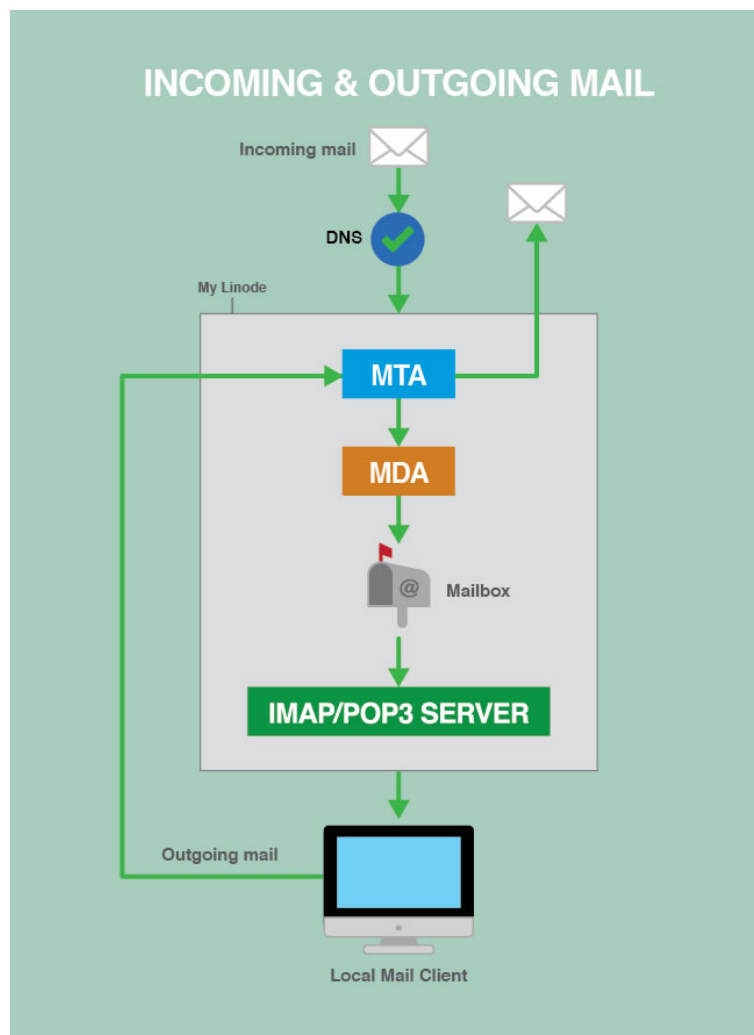 INCOMING & OUTGOING MAIL
Incoming mail
DNS
My Linode
MTA
MDA
@
Mailbox
IMAP/POP3 SERVER
Outgoing mail
Local Mail Client